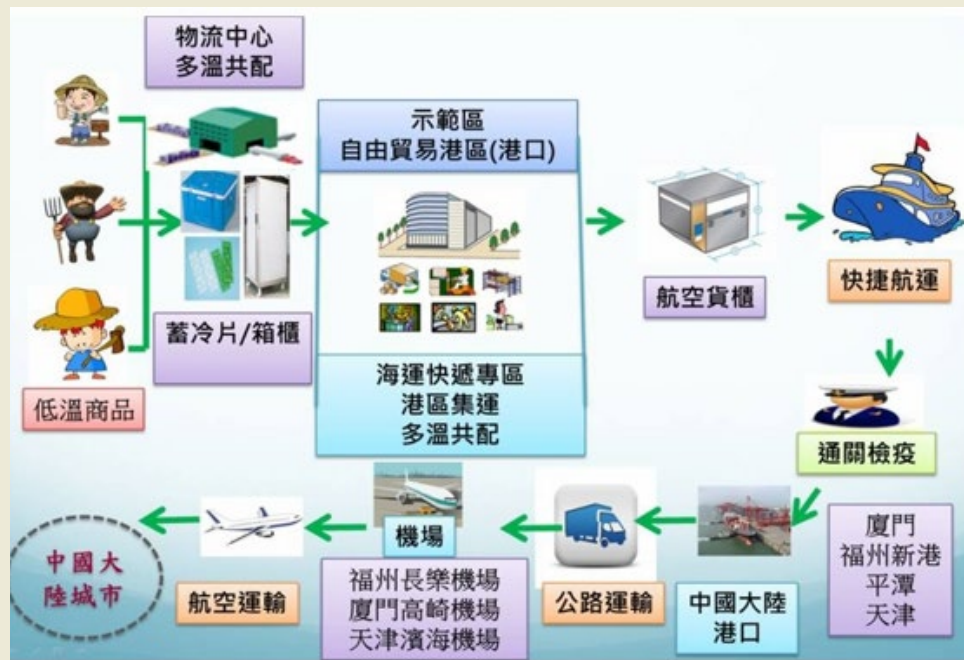 物流中心
多溫共配
示範區
自由貿易港區(港口)
低溫商品
蓄冷片/箱櫃
海運快遞專區
港區集運
多溫共配
航空貨櫃
快捷航運
通關檢疫
廈門
福州新港
平潭
天津
中國大陸
港口
公路運輸
機場
福州長樂機場
廈門高崎機場
天津濱海機場
航空運輸
中國大
陸城市